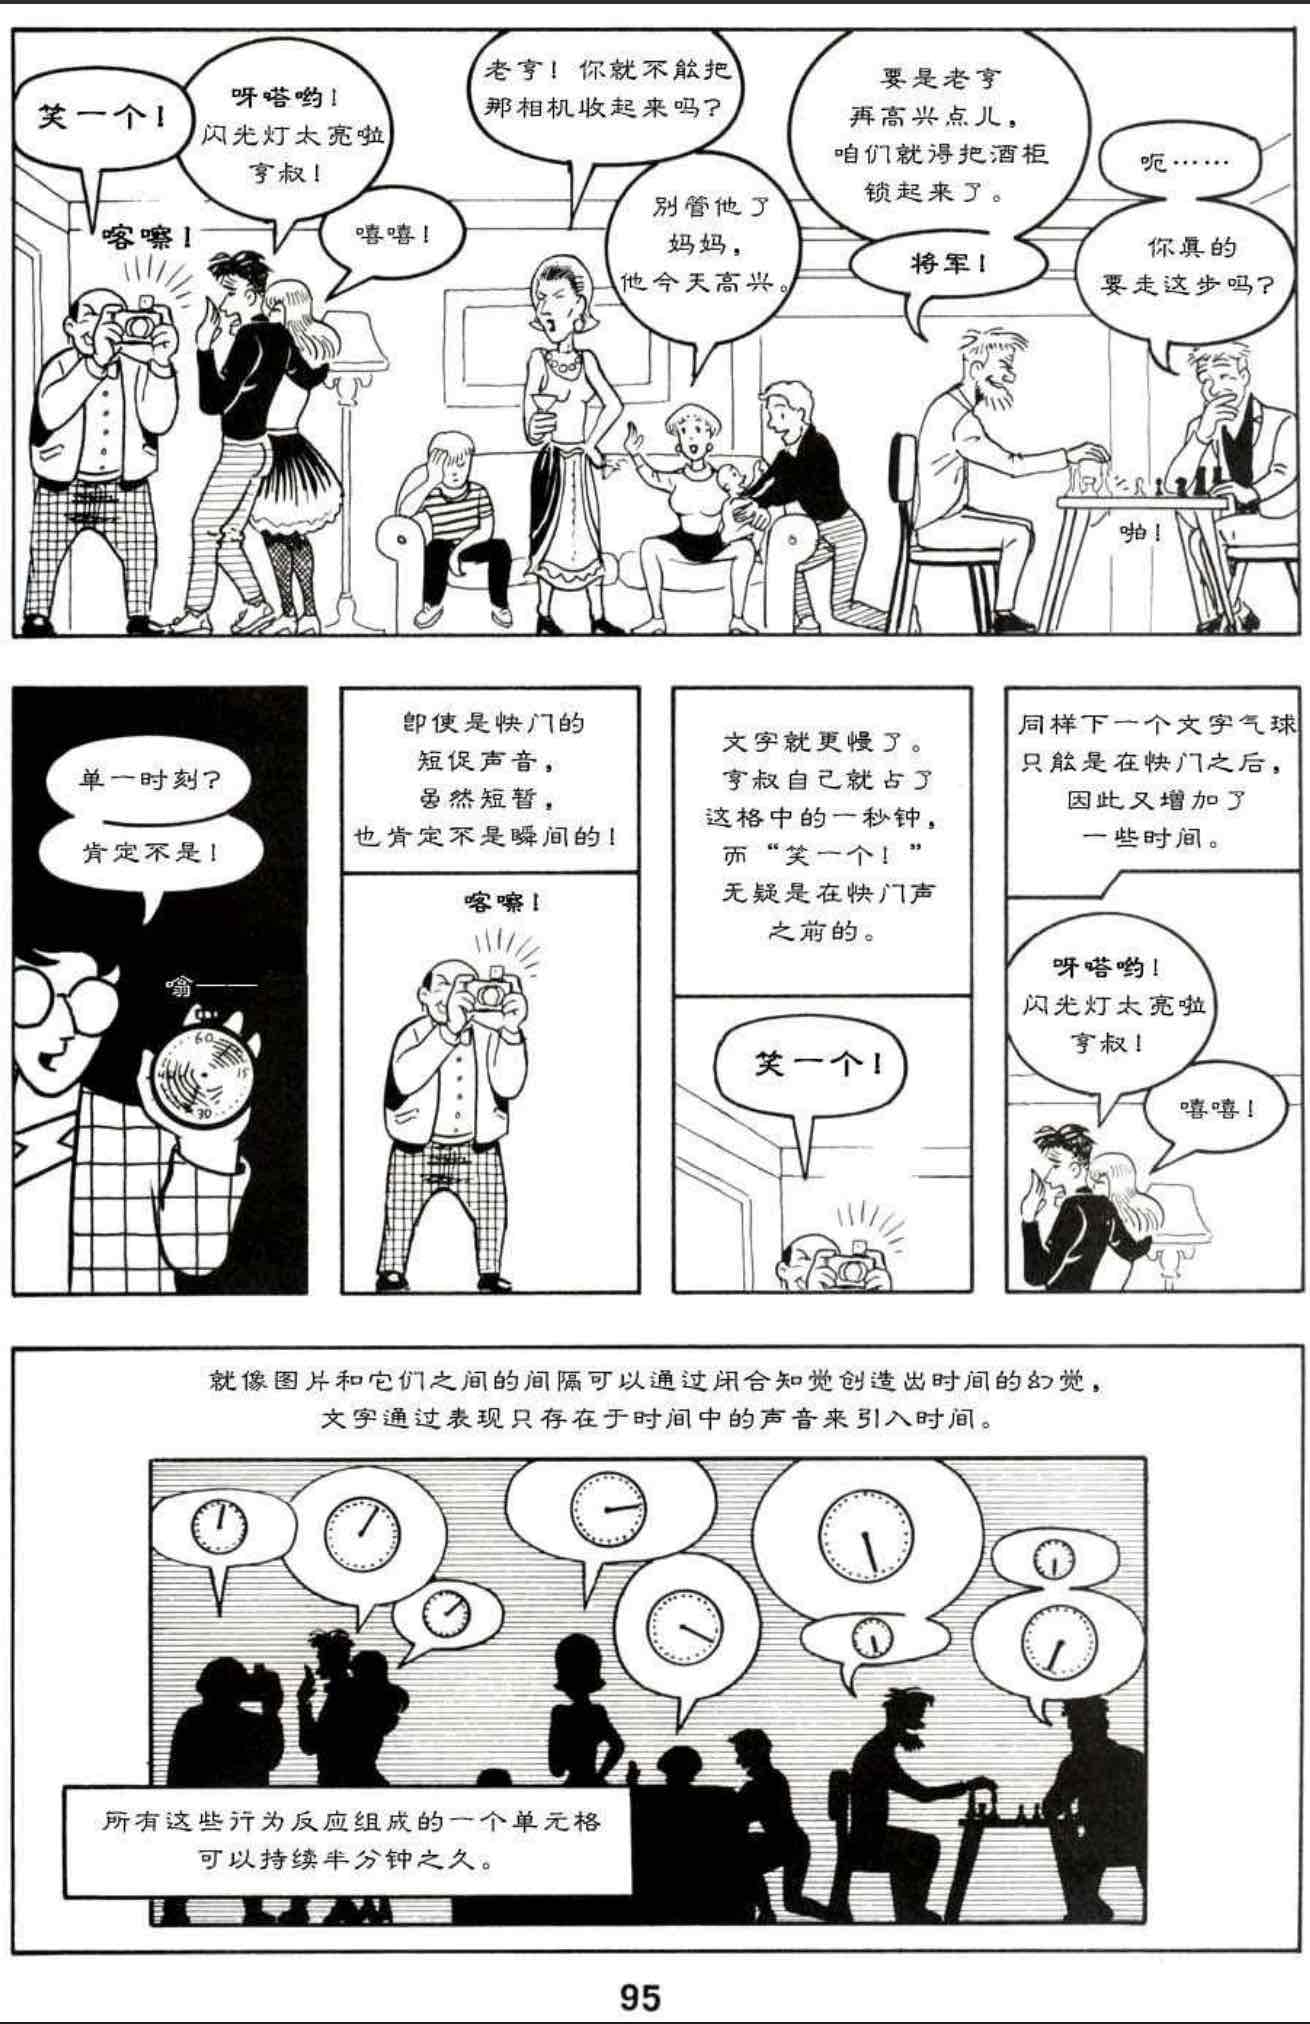 笑一个！
喀嚓！
呀嗒哟！
闪光灯太亮啦
亨叔！
嘻嘻！
老亨！你就不能把
那相机收起来吗？
别管他了
妈妈，
他今天高兴。
要是老亨
再高兴点儿，
咱们就得把酒柜
锁起来了。
将军！
啪！
呃……
你真的
要走这步吗？
单一时刻？
肯定不是！
嗡——
60
15
30
即使是快门的
短促声音，
虽然短暂，
也肯定不是瞬间的！
喀嚓！
文字就更慢了。
亨叔自己就占了
这格中的一秒钟，
而“笑一个！”
无疑是在快门声
之前的。
笑一个！
同样下一个文字气球
只能是在快门之后，
因此又增加了
一些时间。
呀嗒哟！
闪光灯太亮啦
亨叔！
嘻嘻！
就像图片和它们之间的间隔可以通过闭合知觉创造出时间的幻觉，
文字通过表现只存在于时间中的声音来引入时间。
所有这些行为反应组成的一个单元格
可以持续半分钟之久。
95